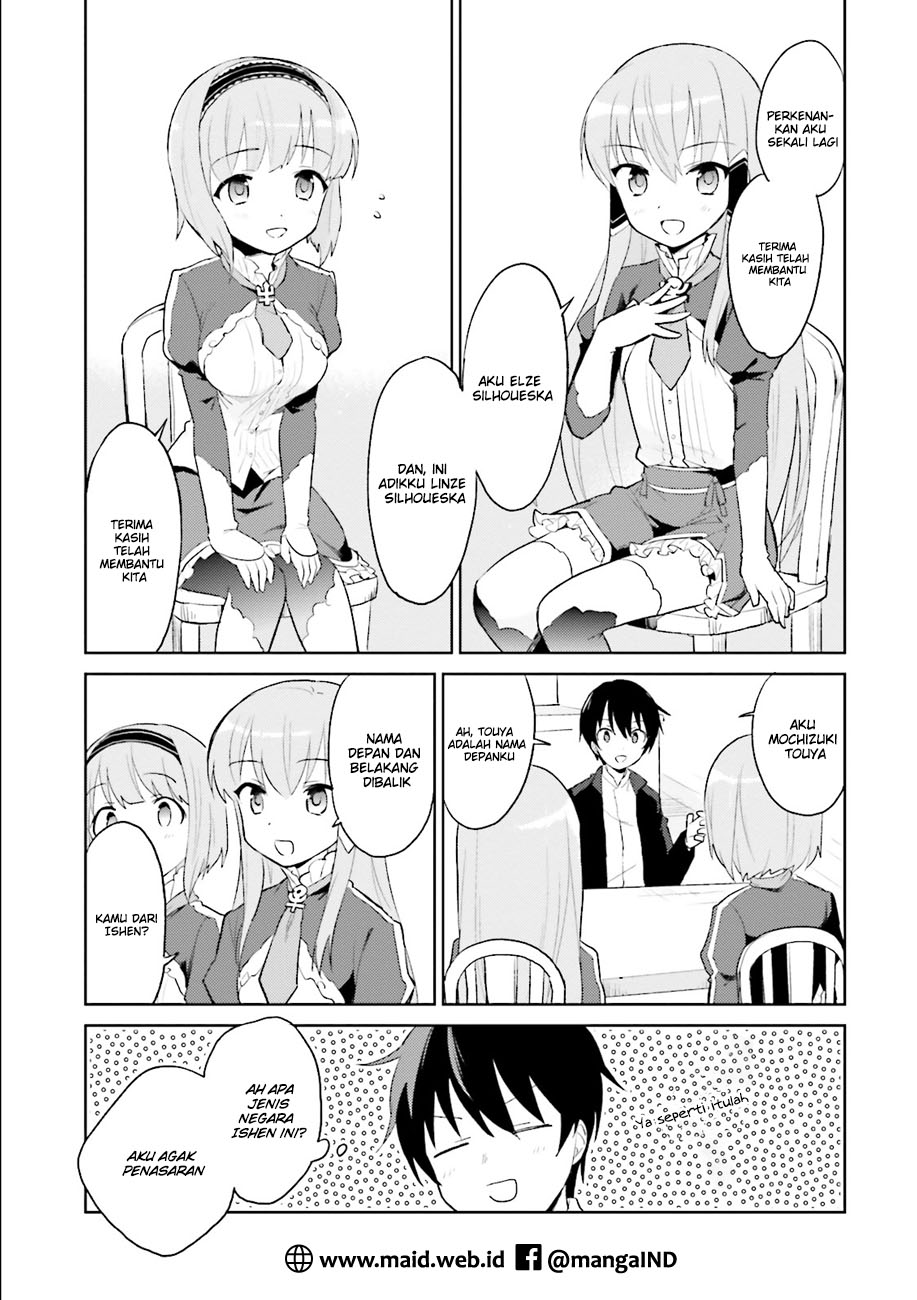 PERKENAN-
KAN AKU
SEKALI LAGI
TERIMA
KASIH TELAH
MEMBANTU
KITA
AKU ELZE
SILHOUESKA
DAN, INI
ADIKKU LINZE
SILHOUESKA
TERIMA
KASIH
TELAH
MEMBANTU
KITA
AKU
MOCHIZUKI
TOUYA
AH, TOUYA
ADALAH NAMA
DEPANKU
NAMA
DEPAN DAN
BELAKANG
DIBALIK
KAMU DARI
ISHEN?
Ya seperti itulah
AH APA
JENIS
NEGARA
ISHEN INI?
AKU AGAK
PENASARAN
www.maid.web.id @mangaIND